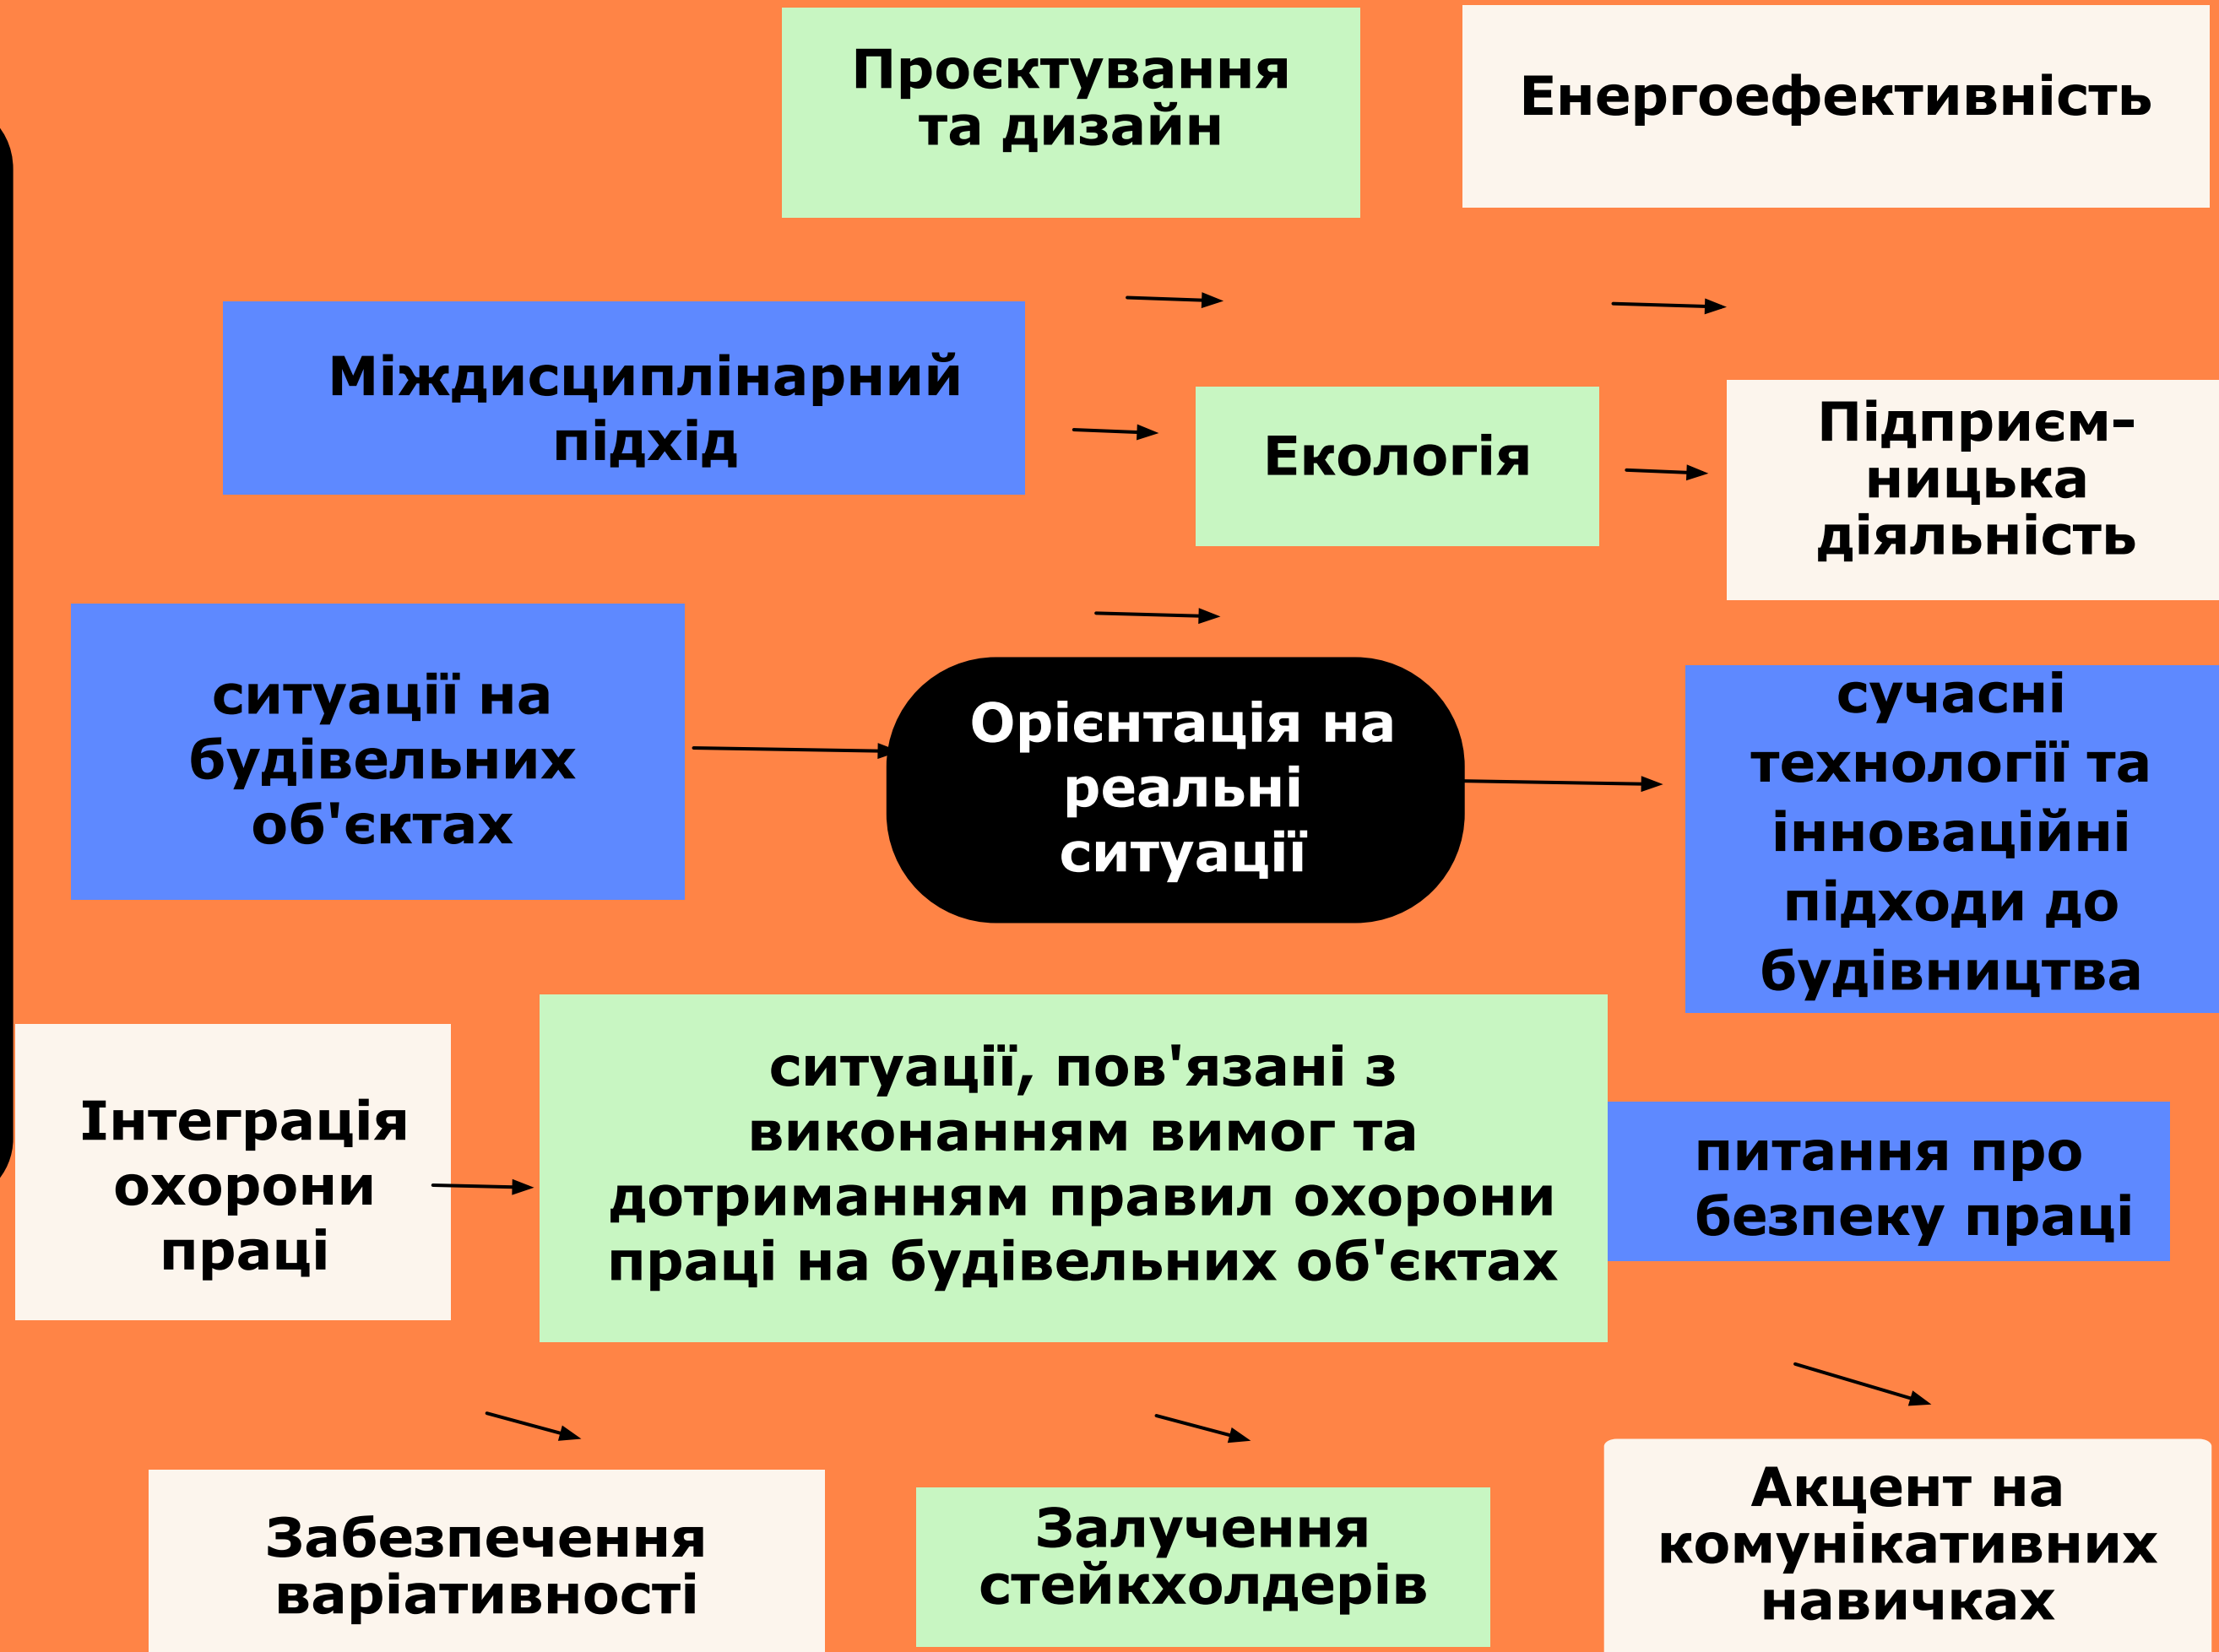 Проєктування
та дизайн
Енергоефективність
Міждисциплінарний
підхід
Екологія
Підприєм-
ницька
діяльність
ситуації на
будівельних
об'єктах
Орієнтація на
реальні
ситуації
сучасні
технології та
інноваційні
підходи до
будівництва
Інтеграція
охорони
праці
ситуації, пов'язані з
виконанням вимог та
дотриманням правил охорони
праці на будівельних об'єктах
питання про
безпеку праці
Забезпечення
варіативності
Залучення
стейкхолдерів
Акцент на
комунікативних
навичках